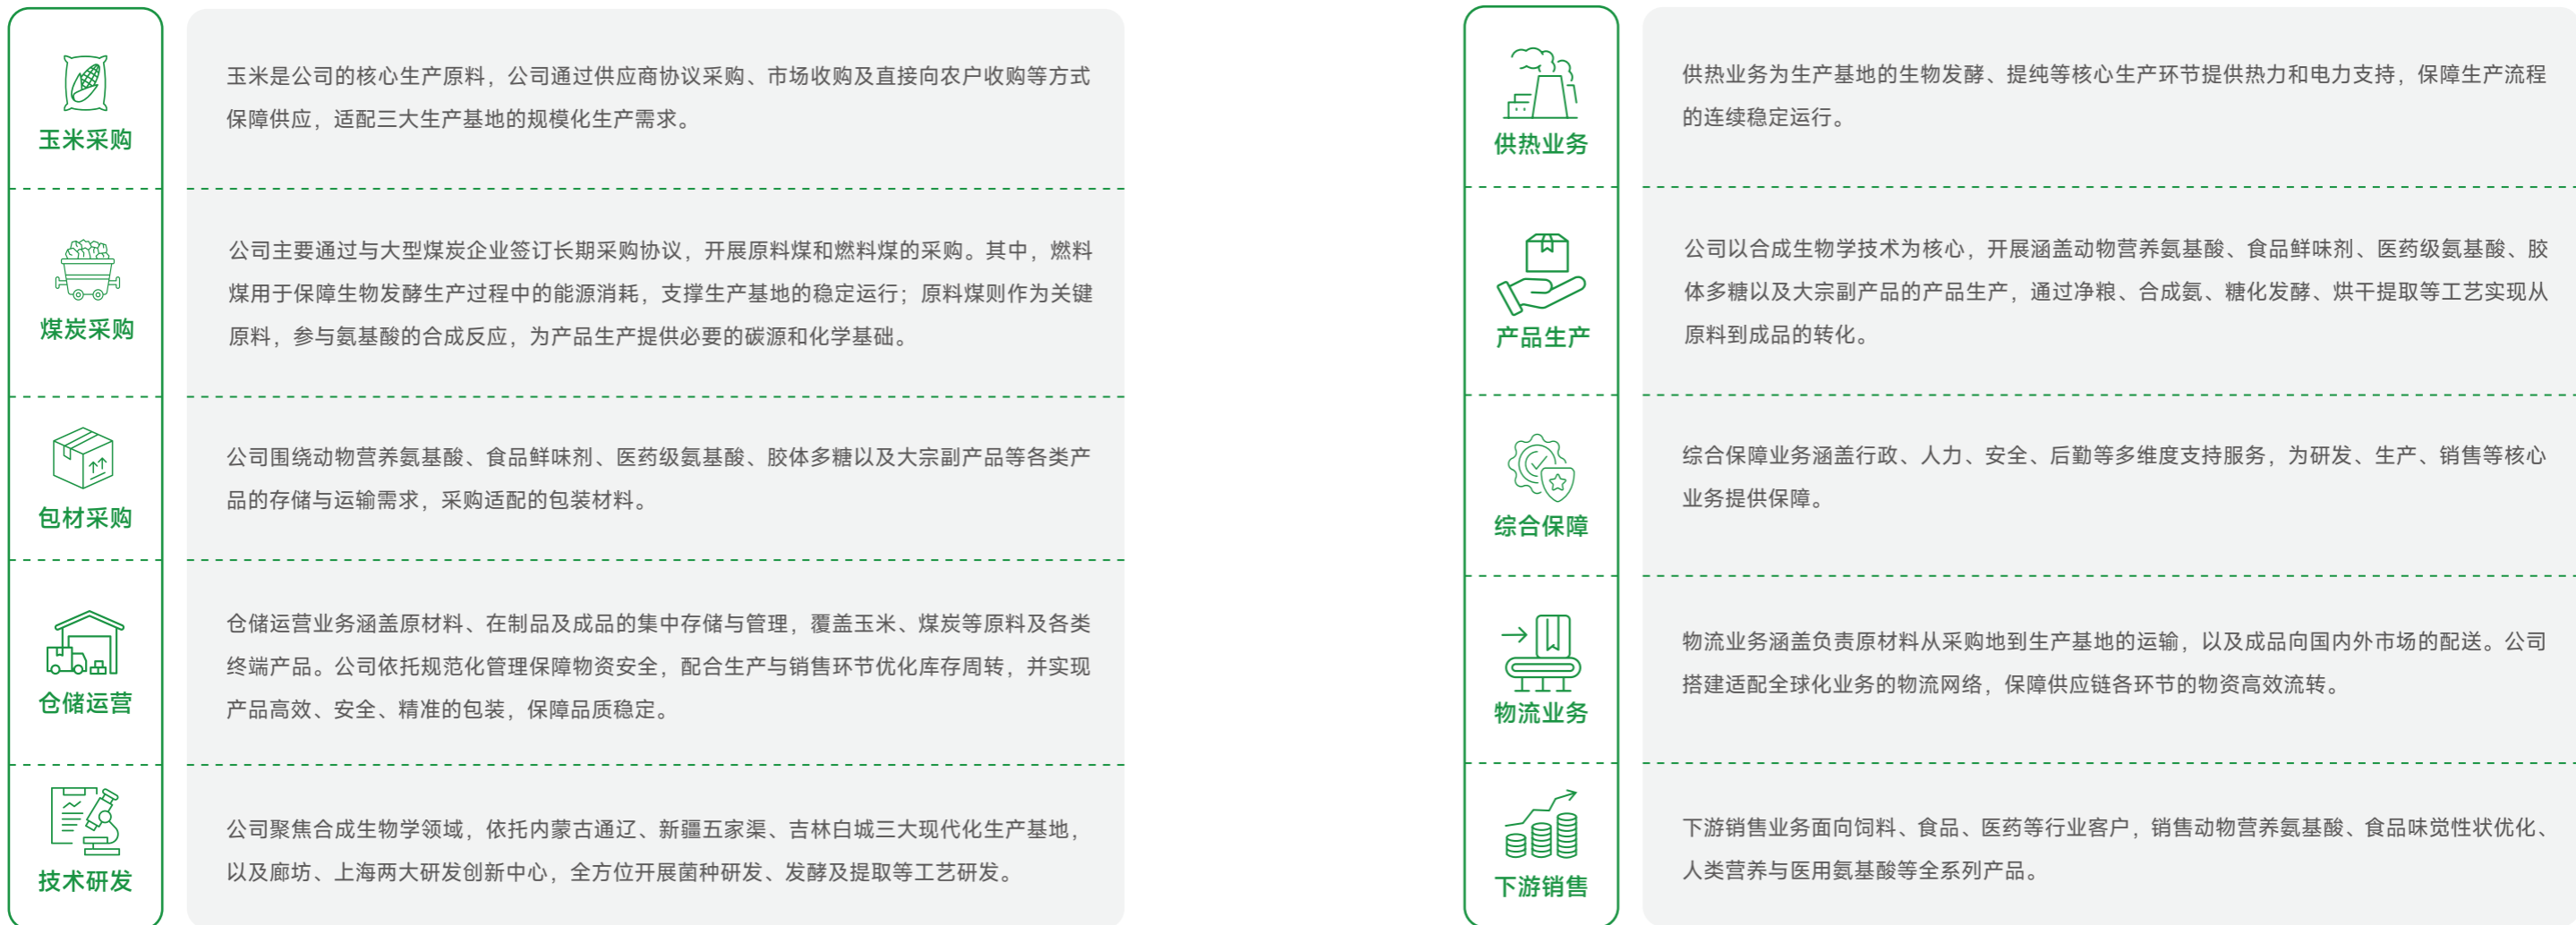 玉米采购
玉米是公司的核心生产原料，公司通过供应商协议采购、市场收购及直接向农户收购等方式
保障供应，适配三大生产基地的规模化生产需求。
煤炭采购
公司主要通过与大型煤炭企业签订长期采购协议，开展原料煤和燃料煤的采购。其中，燃料
煤用于保障生物发酵生产过程中的能源消耗，支撑生产基地的稳定运行；原料煤则作为关键
原料，参与氨基酸的合成反应，为产品生产提供必要的碳源和化学基础。
包材采购
公司围绕动物营养氨基酸、食品鲜味剂、医药级氨基酸、胶体多糖以及大宗副产品等各类产
品的存储与运输需求，采购适配的包装材料。
仓储运营
仓储运营业务涵盖原材料、在制品及成品的集中存储与管理，覆盖玉米、煤炭等原料及各类
终端产品。公司依托规范化管理保障物资安全，配合生产与销售环节优化库存周转，并实现
产品高效、安全、精准的包装，保障品质稳定。
技术研发
公司聚焦合成生物学领域，依托内蒙古通辽、新疆五家渠、吉林白城三大现代化生产基地，
以及廊坊、上海两大研发创新中心，全方位开展菌种研发、发酵及提取等工艺研发。
供热业务
供热业务为生产基地的生物发酵、提纯等核心生产环节提供热力和电力支持，保障生产流程
的连续稳定运行。
产品生产
公司以合成生物学技术为核心，开展涵盖动物营养氨基酸、食品鲜味剂、医药级氨基酸、胶
体多糖以及大宗副产品的产品生产，通过净粮、合成氨、糖化发酵、烘干提取等工艺实现从
原料到成品的转化。
综合保障
综合保障业务涵盖行政、人力、安全、后勤等多维度支持服务，为研发、生产、销售等核心
业务提供保障。
物流业务
物流业务涵盖负责原材料从采购地到生产基地的运输，以及成品向国内外市场的配送。公司
搭建适配全球化业务的物流网络，保障供应链各环节的物资高效流转。
下游销售
下游销售业务面向饲料、食品、医药等行业客户，销售动物营养氨基酸、食品味觉性状优化、
人类营养与医用氨基酸等全系列产品。